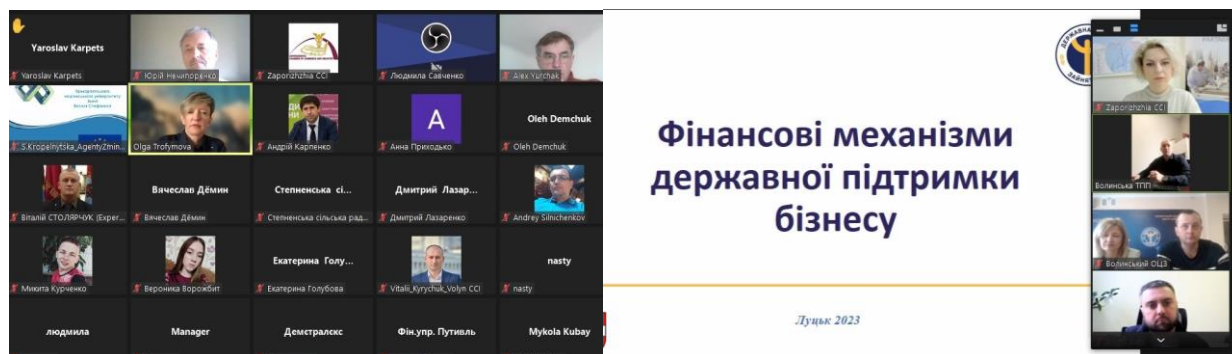 Yaroslav Karpets
Yaroslav Karpets
Юрій Нечипоренко
Zaporizhzhia CCI
Людмила Савченко
Alex Yurchak
S.Kropelnytska_AgentyZmin...
Olga Trofymova
Андрій Карпенко
А
Анна Приходько
Oleh Demchuk
Oleh Demchuk
Віталій СТОЛЯРЧУК (Exper...
Вячеслав Дёмин
Вячеслав Дёмин
Степненська сі...
Степненська сільська рад...
Дмитрий Лазар...
Дмитрий Лазаренко
Andrey Silnichenkov
Микита Курченко
Вероника Ворожбит
Екатерина Голу...
Екатерина Голубова
Vitalii_Kyrychuk_Volyn CCI
nasty
nasty
людмила
Manager
Деместралєкс
Фін.упр. Путивль
Mykola Kubay
Фінансові механізми
державної підтримки
бізнесу
Луцьк 2023
Zaporizhzhia CCI
Волинська ТПП
Волинський ОЦЗ